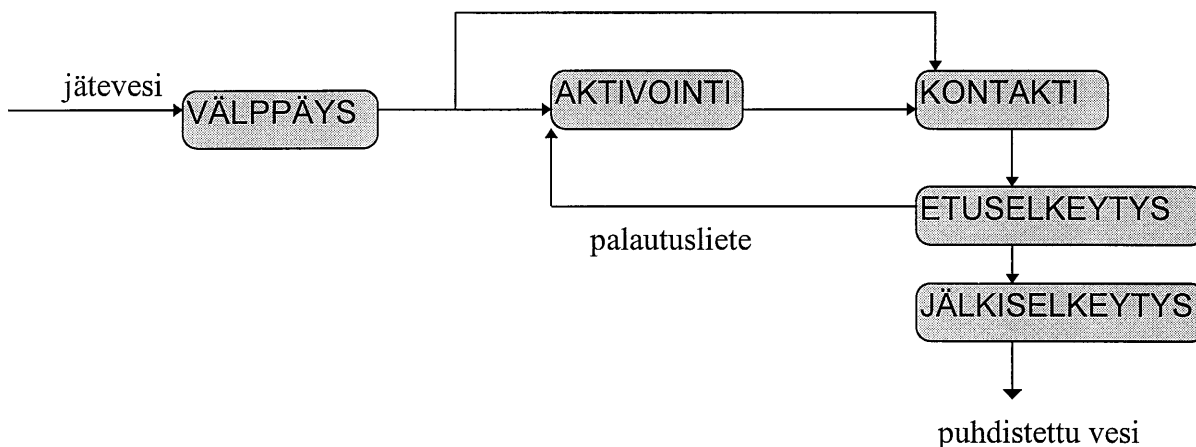 jätevesi
VÄLPPÄYS
AKTIVOINTI
KONTAKTI
ETUSELKEYTYS
palautusliete
JÄLKISELKEYTYS
puhdistettu vesi